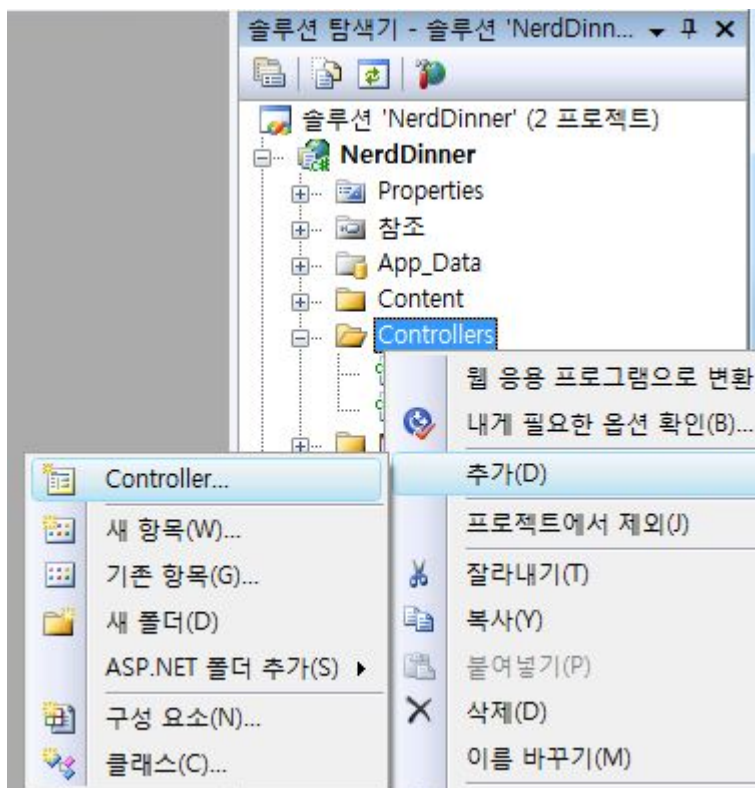 솔루션 탐색기 - 솔루션 'NerdDinn...
솔루션 'NerdDinner' (2 프로젝트)
NerdDinner
Properties
참조
App_Data
Content
Controllers
웹 응용 프로그램으로 변환
내게 필요한 옵션 확인(B)...
추가(D)
프로젝트에서 제외(J)
잘라내기(T)
복사(Y)
붙여넣기(P)
삭제(D)
이름 바꾸기(M)
Controller...
새 항목(W)...
기존 항목(G)...
새 폴더(D)
ASP.NET 폴더 추가(S)
구성 요소(N)...
클래스(C)...